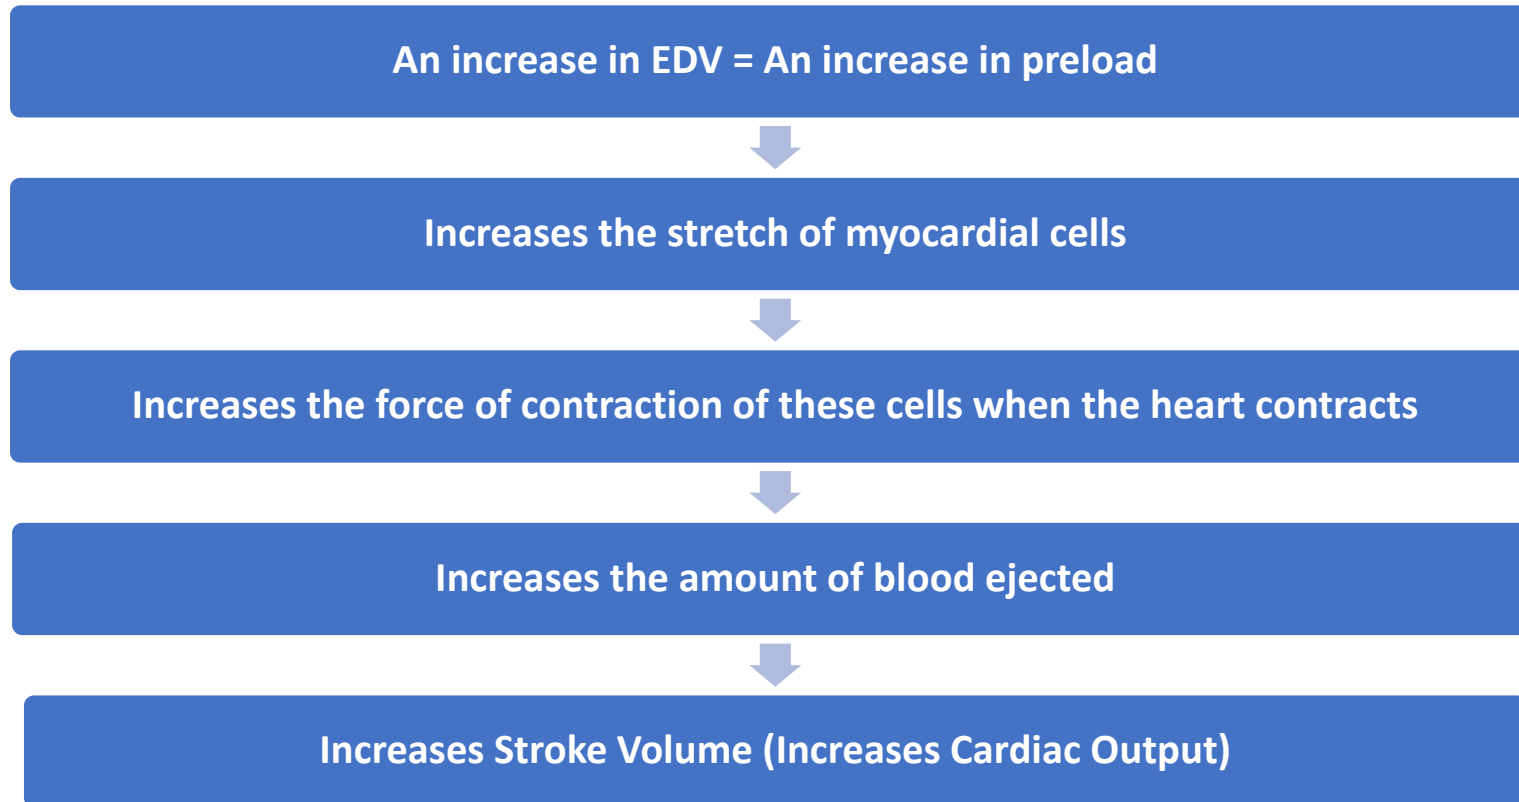 An increase in EDV = An increase in preload
Increases the stretch of myocardial cells
Increases the force of contraction of these cells when the heart contracts
Increases the amount of blood ejected
Increases Stroke Volume (Increases Cardiac Output)